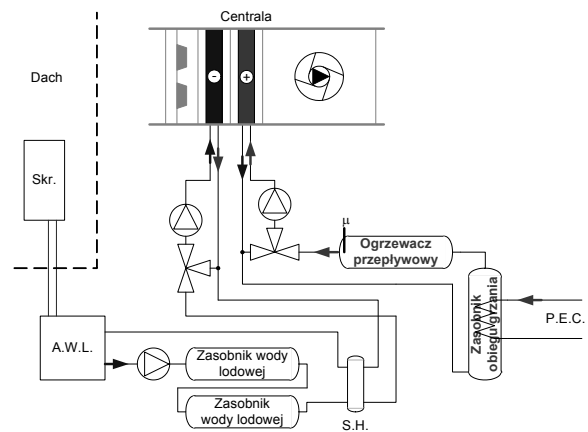 Centrala
Dach
-
+
Skr.
μ
Ogrzewacz
przepływowy
Zasobnik
obiegu grzania
P.E.C.
A.W.L.
Zasobnik wody
lodowej
Zasobnik
wody lodowej
S.H.